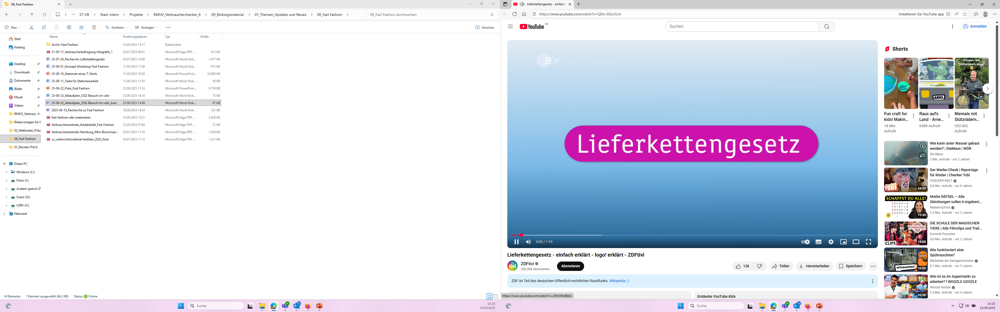 08_Fast Fashion
ST-VB > Team intern > Projekte > BMUV_Verbraucherchecker_II > 09_Bildungsmaterial > 01_Themen_Updates und Neues > 08_Fast Fashion >
08_Fast Fashion durchsuchen
Neu
Sortieren
Anzeigen
Vorschau
Name Änderungsdatum Typ Größe
Archiv Fast Fashion 10.09.2025 15:17 Dateiordner
21-05-17_Verbraucherbefragung Infografik_1 24.07.2025 09:41 Microsoft Edge PDF ... 912 KB
25-07-24_Recherche Lieferkettengesetz 24.07.2025 13:06 Microsoft Word-Dok... 1.477 KB
25-09-01_Konzept Workshop Fast Fashion 11.09.2025 11:59 Microsoft Word-Dok... 972 KB
25-09-10_Stationen eines T-Shirts 11.09.2025 10:29 Microsoft PowerPoin... 10.060 KB
25-09-11_Texte für Stationenarbeit 11.09.2025 11:55 Microsoft Word-Dok... 58 KB
25-09-22_Präsi_Fast Fashion 23.09.2025 11:53 Microsoft PowerPoin... 8.739 KB
25-09-23_Ablaufplan_OSZ-Besuch im vzbv 23.09.2025 14:18 Microsoft Word-Dok... 75 KB
25-09-23_Ablaufplan_OSZ-Besuch im vzbv_kurz 23.09.2025 13:49 Microsoft Word-Dok... 67 KB
2025-06-19_Recherche zu Fast Fashion 19.06.2025 14:24 Microsoft Word-Dok... 335 KB
fast-fashion-alle-materialien 10.09.2025 15:21 Microsoft Edge PDF ... 5.428 KB
Verbraucherzentrale_Arbeitsblatt_Fast Fashion 23.09.2025 07:44 Microsoft Edge PDF ... 21 KB
Verbraucherzentrale-Hamburg_Mini-Broschuer... 24.07.2025 11:10 Microsoft Edge PDF ... 1.058 KB
vz_unterrichtsmaterial-textilien_2022_final 24.07.2025 11:12 Microsoft Edge PDF ... 1.231 KB
Start
Katalog
Desktop
Downloads
Dokumente
Bilder
Musik
Videos
BMUV_Verbrauc
Bildervorlagen für F
02_Methoden_Präsi
08_Fast Fashion
01_Elevator Pitch
Dieser PC
Windows (C:)
Fotos (J:)
d.adam-gutsch (P
Scans (Q:)
VZBV (V:)
Netzwerk
14 Elemente 1 Element ausgewählt (66,3 KB) Status: Online
Suche
14:25
23.09.2025
Lieferkettengesetz - einfach
https://www.youtube.com/watch?v=Q0m-8QvULrA
Installieren Sie YouTube app
YouTube DE
Suchen
Anmelden
ZDF
Lieferkettengesetz
0:02 / 1:19
Lieferkettengesetz - einfach erklärt - logo! erklärt - ZDFtivi
tivi
ZDFtivi
286.000 Abonnenten
Abonnieren
126
Teilen
Herunterladen
Speichern
ZDF ist Teil des deutschen öffentlich-rechtlichen Rundfunks. Wikipedia
https://www.youtube.com/watch?v=uPjHzMs86dU
Entdecke YouTube Kids
Shorts
ARN3
Niemals mit
Stützrädern üben!
Fun craft for
kids! Makin...
18 Mio.
Aufrufe
Raus auf's
Land - Arne...
6489 Aufrufe
Niemals mit
Stützrädern...
293.082
Aufrufe
Wie kann unter Wasser gebaut
werden? | DieMaus | WDR
Die Maus
2 Mio. Aufrufe • vor 2 Jahren
CHECKER
TOBI
24:29
Der Werbe-Check | Reportage
für Kinder | Checker Tobi
CHECKER WELT
5,9 Mio. Aufrufe • vor 6 Jahren
SCHAFFST DU ALLE?
13:30
Mathe RÄTSEL – Alle
Gleichungen sollen 6 ergeben!...
MathemaTrick
1,3 Mio. Aufrufe • vor 3 Jahren
CLIPS
18:08
DIE SCHULE DER MAGISCHEN
TIERE | Alle Filmclips und Trail...
Dominik Porschen
4,6 Mio. Aufrufe • vor 3 Jahren
SPÜLMASCHINE
10:00
Wie funktioniert eine
Spülmaschine?
Bibliothek der Sachgeschichten
2,1 Mio. Aufrufe • vor 5 Jahren
23:28
Wie ist es im Supermarkt zu
arbeiten? l WOOZLE GOOZLE
Woozle Goozle
1,5 Mio. Aufrufe • vor 4 Jahren
Suche
14:25
23.09.2025